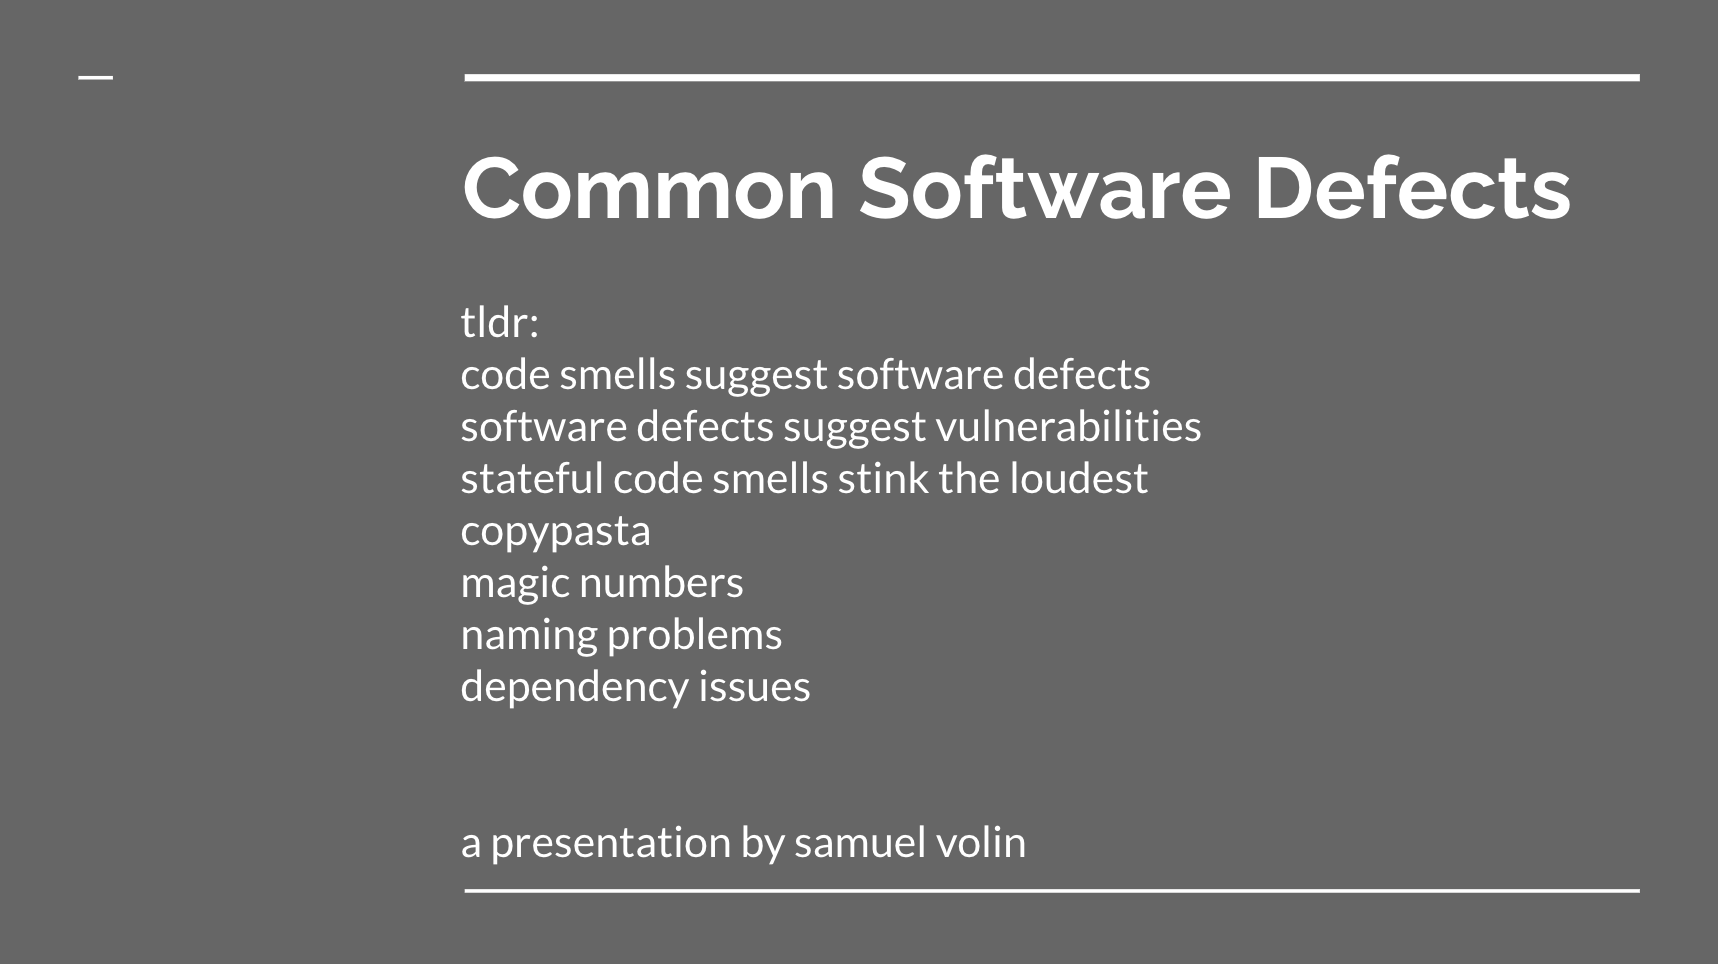 Common Software Defects
tldr:
code smells suggest software defects
software defects suggest vulnerabilities
stateful code smells stink the loudest
copypasta
magic numbers
naming problems
dependency issues
a presentation by samuel volin